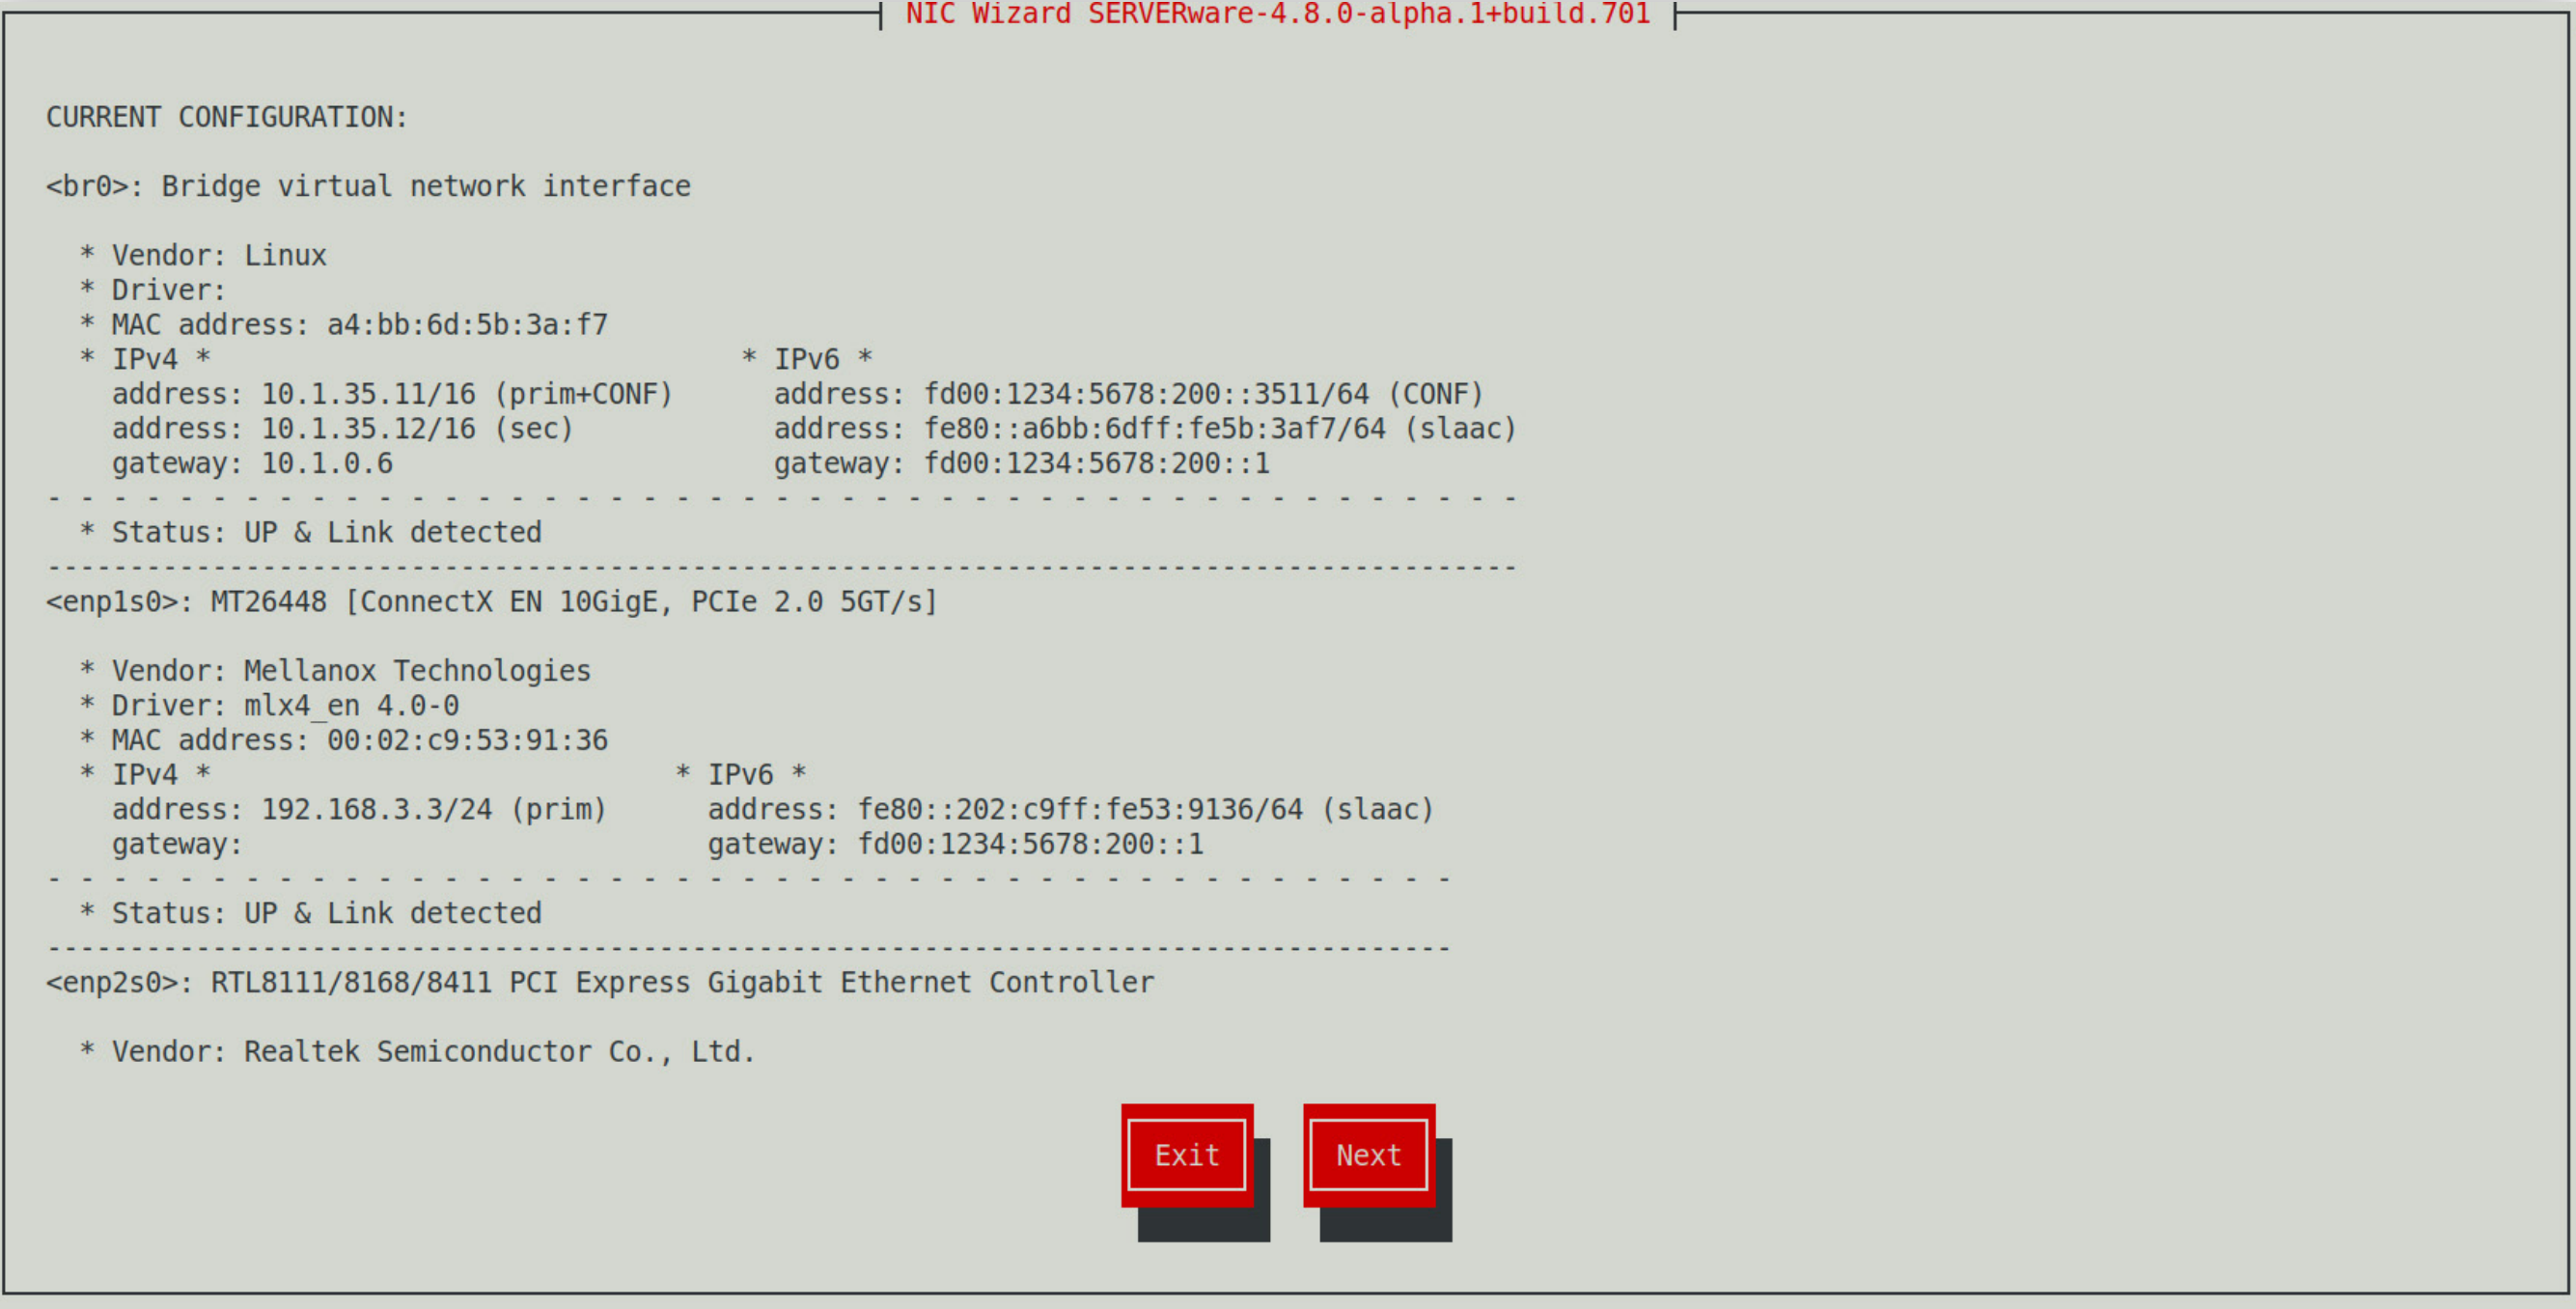 NIC Wizard SERVERware-4.8.0-alpha.1+build.701
CURRENT CONFIGURATION:
<br0>: Bridge virtual network interface
* Vendor: Linux
* Driver:
* MAC address: a4:bb:6d:5b:3a:f7
* IPv4 *                                * IPv6 *
address: 10.1.35.11/16 (prim+CONF)      address: fd00:1234:5678:200::3511/64 (CONF)
address: 10.1.35.12/16 (sec)            address: fe80::a6bb:6dff:fe5b:3af7/64 (slaac)
gateway: 10.1.0.6                       gateway: fd00:1234:5678:200::1
- - - - - - - - - - - - - - - - - - - - - - - - - - - - - - - - - - - - - - - - - - - - -
* Status: UP & Link detected
-----------------------------------------------------------------------------------------
<enp1s0>: MT26448 [ConnectX EN 10GigE, PCIe 2.0 5GT/s]
* Vendor: Mellanox Technologies
* Driver: mlx4_en 4.0-0
* MAC address: 00:02:c9:53:91:36
* IPv4 *                            * IPv6 *
address: 192.168.3.3/24 (prim)      address: fe80::202:c9ff:fe53:9136/64 (slaac)
gateway:                            gateway: fd00:1234:5678:200::1
- - - - - - - - - - - - - - - - - - - - - - - - - - - - - - - - - - - - - - - - - - -
* Status: UP & Link detected
-------------------------------------------------------------------------------------
<enp2s0>: RTL8111/8168/8411 PCI Express Gigabit Ethernet Controller
* Vendor: Realtek Semiconductor Co., Ltd.
Exit Next